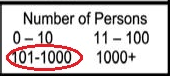 Number of Persons
0 – 10 11 – 100
101-1000 1000+